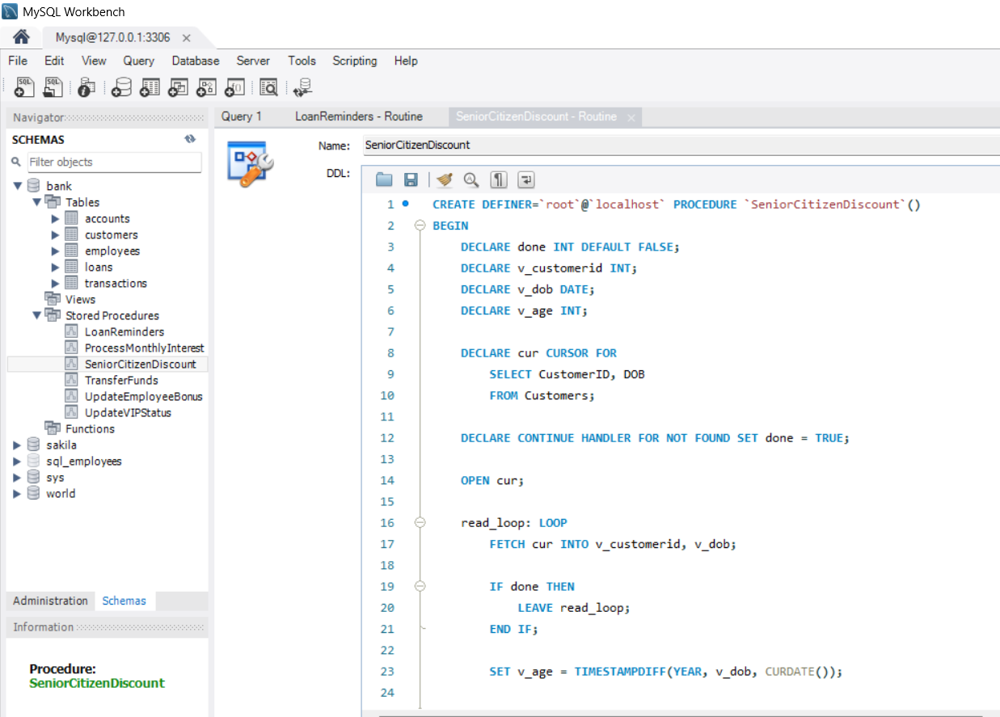 MySQL Workbench
Mysql@127.0.0.1:3306
File Edit View Query Database Server Tools Scripting Help
Navigator
SCHEMAS
Filter objects
bank
Tables
accounts
customers
employees
loans
transactions
Views
Stored Procedures
LoanReminders
ProcessMonthlyInterest
SeniorCitizenDiscount
TransferFunds
UpdateEmployeeBonus
UpdateVIPStatus
Functions
sakila
sql_employees
sys
world
Administration Schemas
Information
Procedure:
SeniorCitizenDiscount
Query 1 LoanReminders - Routine SeniorCitizenDiscount - Routine
Name: SeniorCitizenDiscount
DDL:
1 CREATE DEFINER=`root`@`localhost` PROCEDURE `SeniorCitizenDiscount`()
2 BEGIN
3 DECLARE done INT DEFAULT FALSE;
4 DECLARE v_customerid INT;
5 DECLARE v_dob DATE;
6 DECLARE v_age INT;
7
8 DECLARE cur CURSOR FOR
9 SELECT CustomerID, DOB
10 FROM Customers;
11
12 DECLARE CONTINUE HANDLER FOR NOT FOUND SET done = TRUE;
13
14 OPEN cur;
15
16 read_loop: LOOP
17 FETCH cur INTO v_customerid, v_dob;
18
19 IF done THEN
20 LEAVE read_loop;
21 END IF;
22
23 SET v_age = TIMESTAMPDIFF(YEAR, v_dob, CURDATE());
24